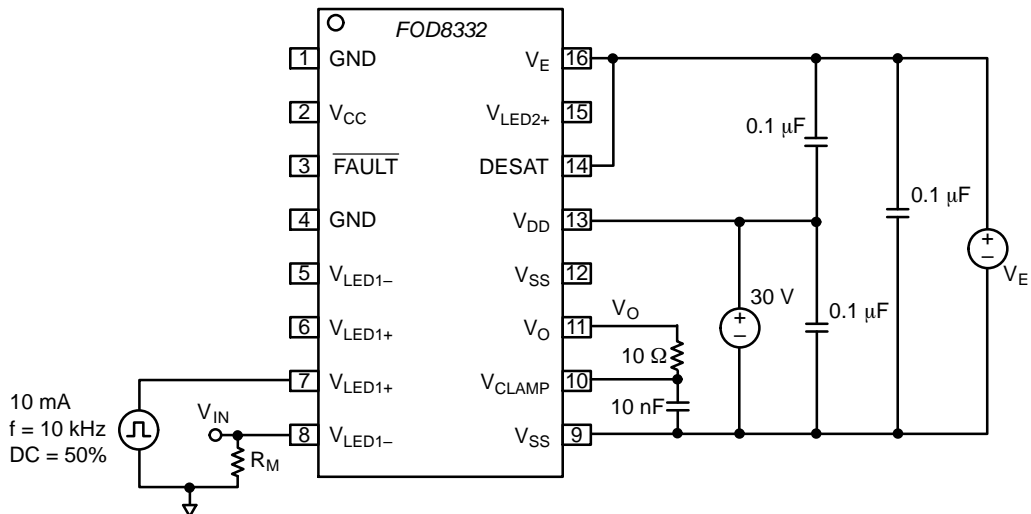 FOD8332
1 GND
2 VCC
3 FAULT
4 GND
5 VLED1–
6 VLED1+
7 VLED1+
8 VLED1–
VE 16
VLED2+ 15
DESAT 14
VDD 13
VSS 12
VO 11
VCLAMP 10
VSS 9
10 mA
f = 10 kHz
DC = 50%
VIN
RM
VO
10 Ω
10 nF
30 V
0.1 μF
0.1 μF
0.1 μF
VE